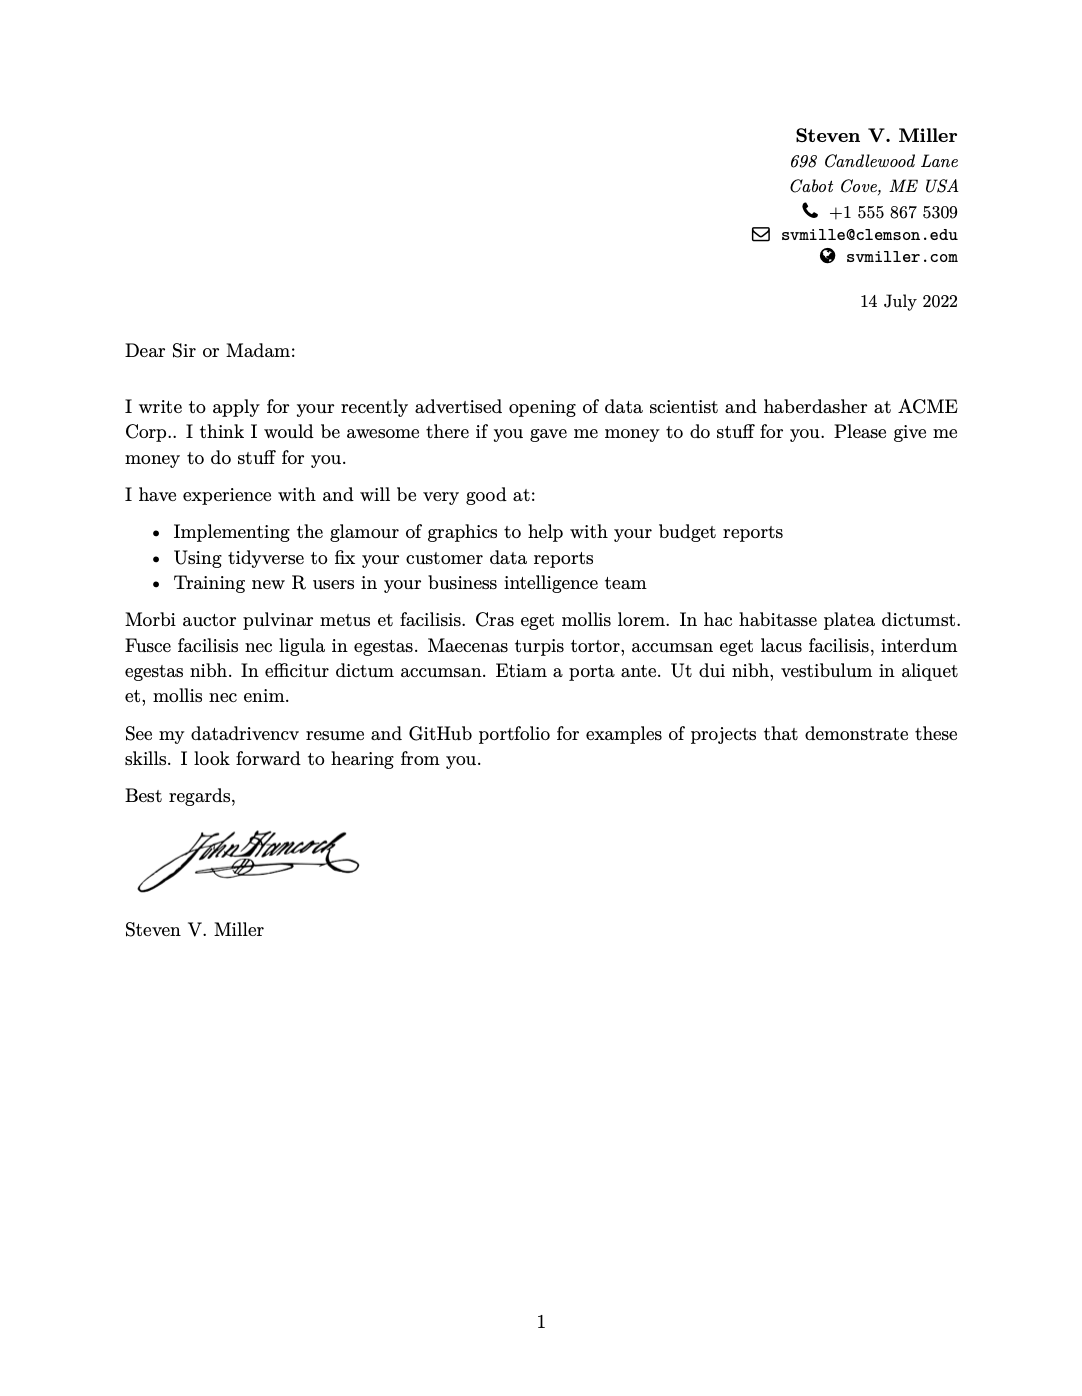 Steven V. Miller
698 Candlewood Lane
Cabot Cove, ME USA
+1 555 867 5309
svmille@clemson.edu
svmiller.com
14 July 2022
Dear Sir or Madam:
I write to apply for your recently advertised opening of data scientist and haberdasher at ACME
Corp.. I think I would be awesome there if you gave me money to do stuff for you. Please give me
money to do stuff for you.
I have experience with and will be very good at:
• Implementing the glamour of graphics to help with your budget reports
• Using tidyverse to fix your customer data reports
• Training new R users in your business intelligence team
Morbi auctor pulvinar metus et facilisis. Cras eget mollis lorem. In hac habitasse platea dictumst.
Fusce facilisis nec ligula in egestas. Maecenas turpis tortor, accumsan eget lacus facilisis, interdum
egestas nibh. In efficitur dictum accumsan. Etiam a porta ante. Ut dui nibh, vestibulum in aliquet
et, mollis nec enim.
See my datadrivencv resume and GitHub portfolio for examples of projects that demonstrate these
skills. I look forward to hearing from you.
Best regards,
John Hancock
Steven V. Miller
1